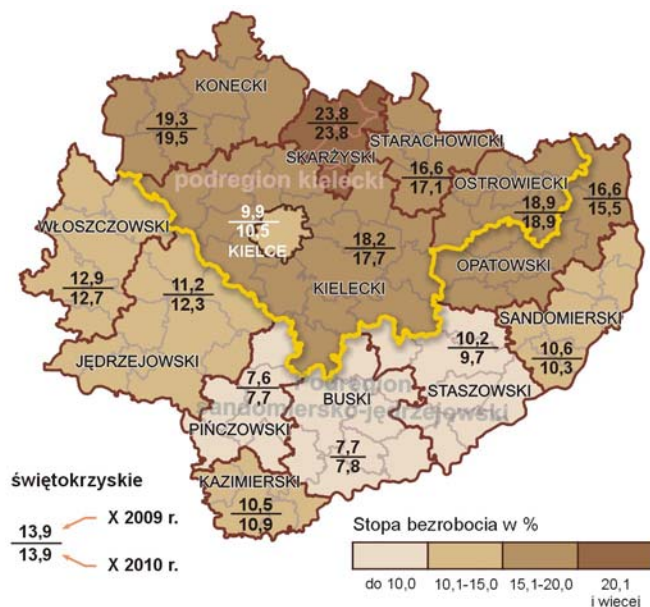 KONECKI
19,3
19,5
23,8
23,8
SKARŻYSKI
STARACHOWICKI
16,6
17,1
podregion kielecki
OSTROWIECKI
18,9
18,9
16,6
15,5
WŁOSZCZOWSKI
12,9
12,7
9,9
10,5
KIELCE
18,2
17,7
KIELECKI
OPATOWSKI
11,2
12,3
JĘDRZEJOWSKI
SANDOMIERSKI
10,6
10,3
10,2
9,7
STASZOWSKI
7,6
7,7
PIŃCZOWSKI
Podregion
sandomiersko-jędrzejowski
BUSKI
7,7
7,8
KAZIMIERSKI
10,5
10,9
świętokrzyskie
13,9
X 2009 r.
13,9
X 2010 r.
Stopa bezrobocia w %
do 10,0
10,1-15,0
15,1-20,0
20,1
i więcej